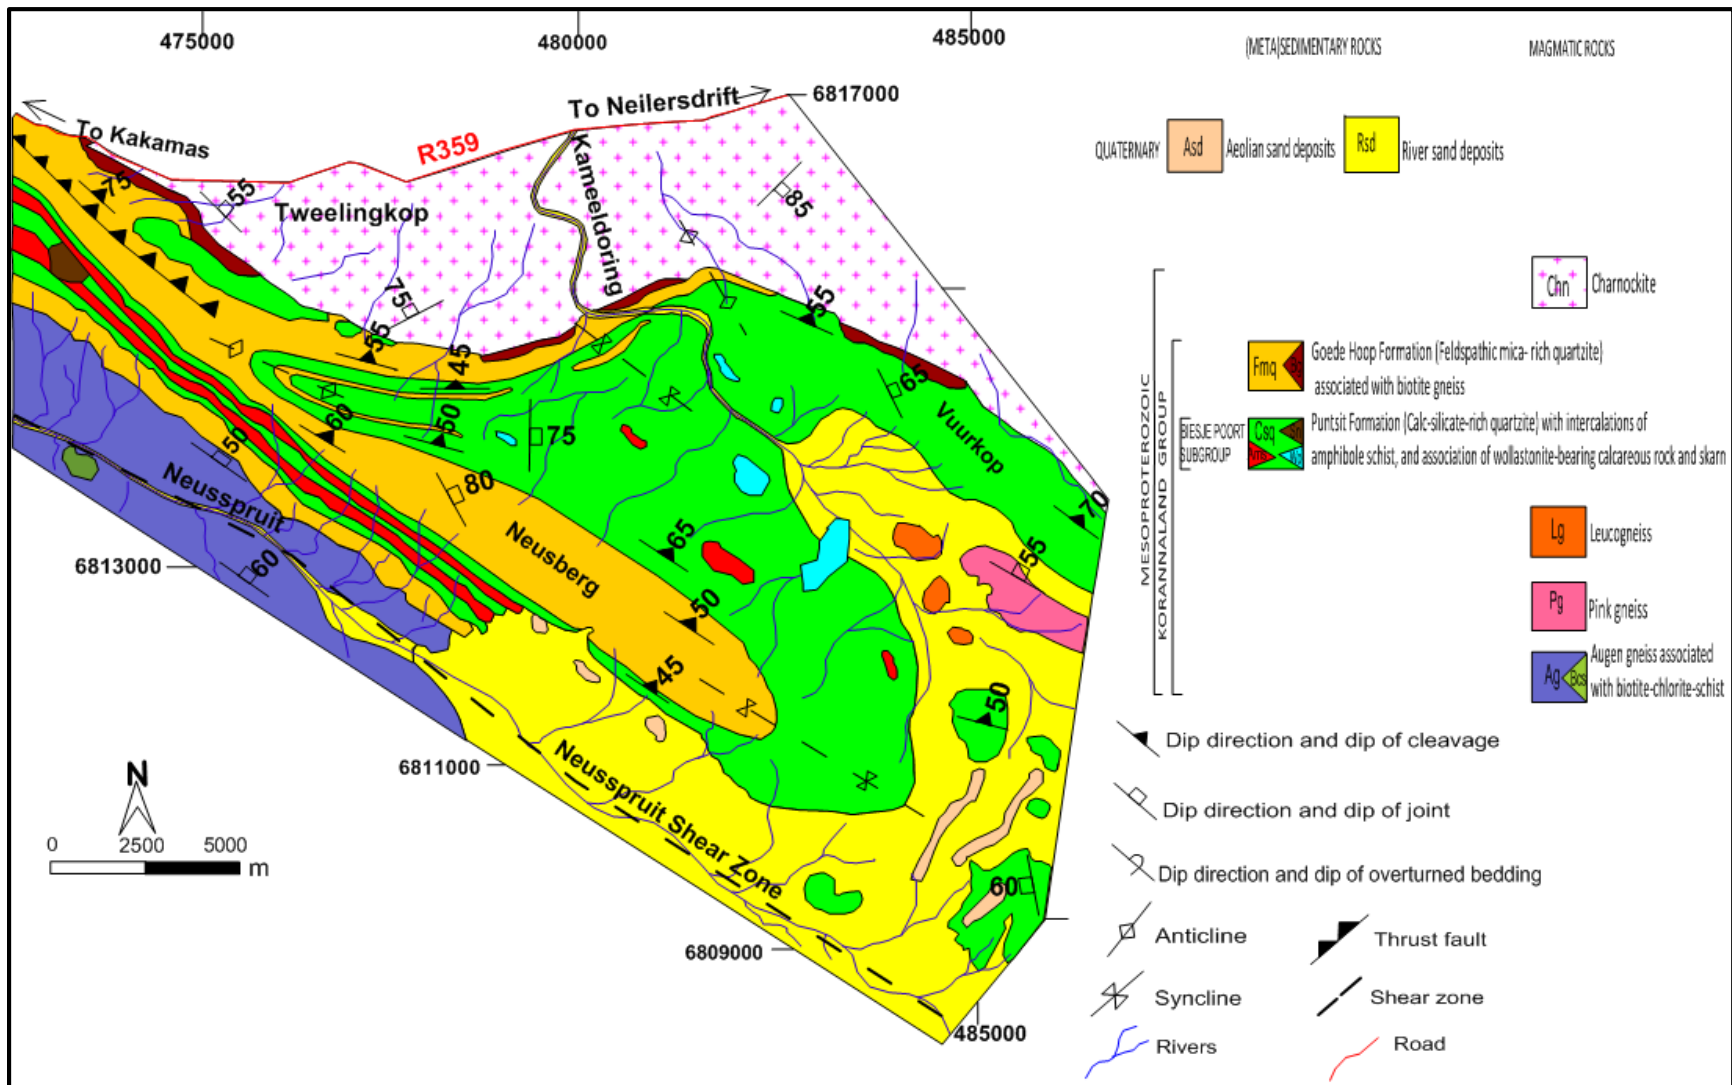 475000
480000
485000
(META)SEDIMENTARY ROCKS
MAGMATIC ROCKS
To Neilersdrift
6817000
To Kakamas
R359
Kameeldoring
QUATERNARY
Asd
Aeolian sand deposits
Rsd
River sand deposits
75
55
Tweelingkop
85
75
55
45
55
65
Chn
Charnockite
MESOPROTEROZOIC
KORANNALAND GROUP
Fmq
Goede Hoop Formation (Feldspathic mica- rich quartzite)
associated with biotite gneiss
BIESJE POORT
SUBGROUP
Csq
Sn
Ams
Ws
Puntsit Formation (Calc-silicate-rich quartzite) with intercalations of
amphibole schist, and association of wollastonite-bearing calcareous rock and skarn
60
50
75
Vuurkop
50
80
Neusspruit
70
Lg
Leucogneiss
65
Neusberg
55
6813000
60
50
Pg
Pink gneiss
45
Ag
Bcs
Augen gneiss associated
with biotite-chlorite-schist
50
Dip direction and dip of cleavage
6811000
N
Neusspruit Shear Zone
Dip direction and dip of joint
0
2500
5000
m
60
Dip direction and dip of overturned bedding
Anticline
Thrust fault
6809000
Syncline
Shear zone
485000
Rivers
Road